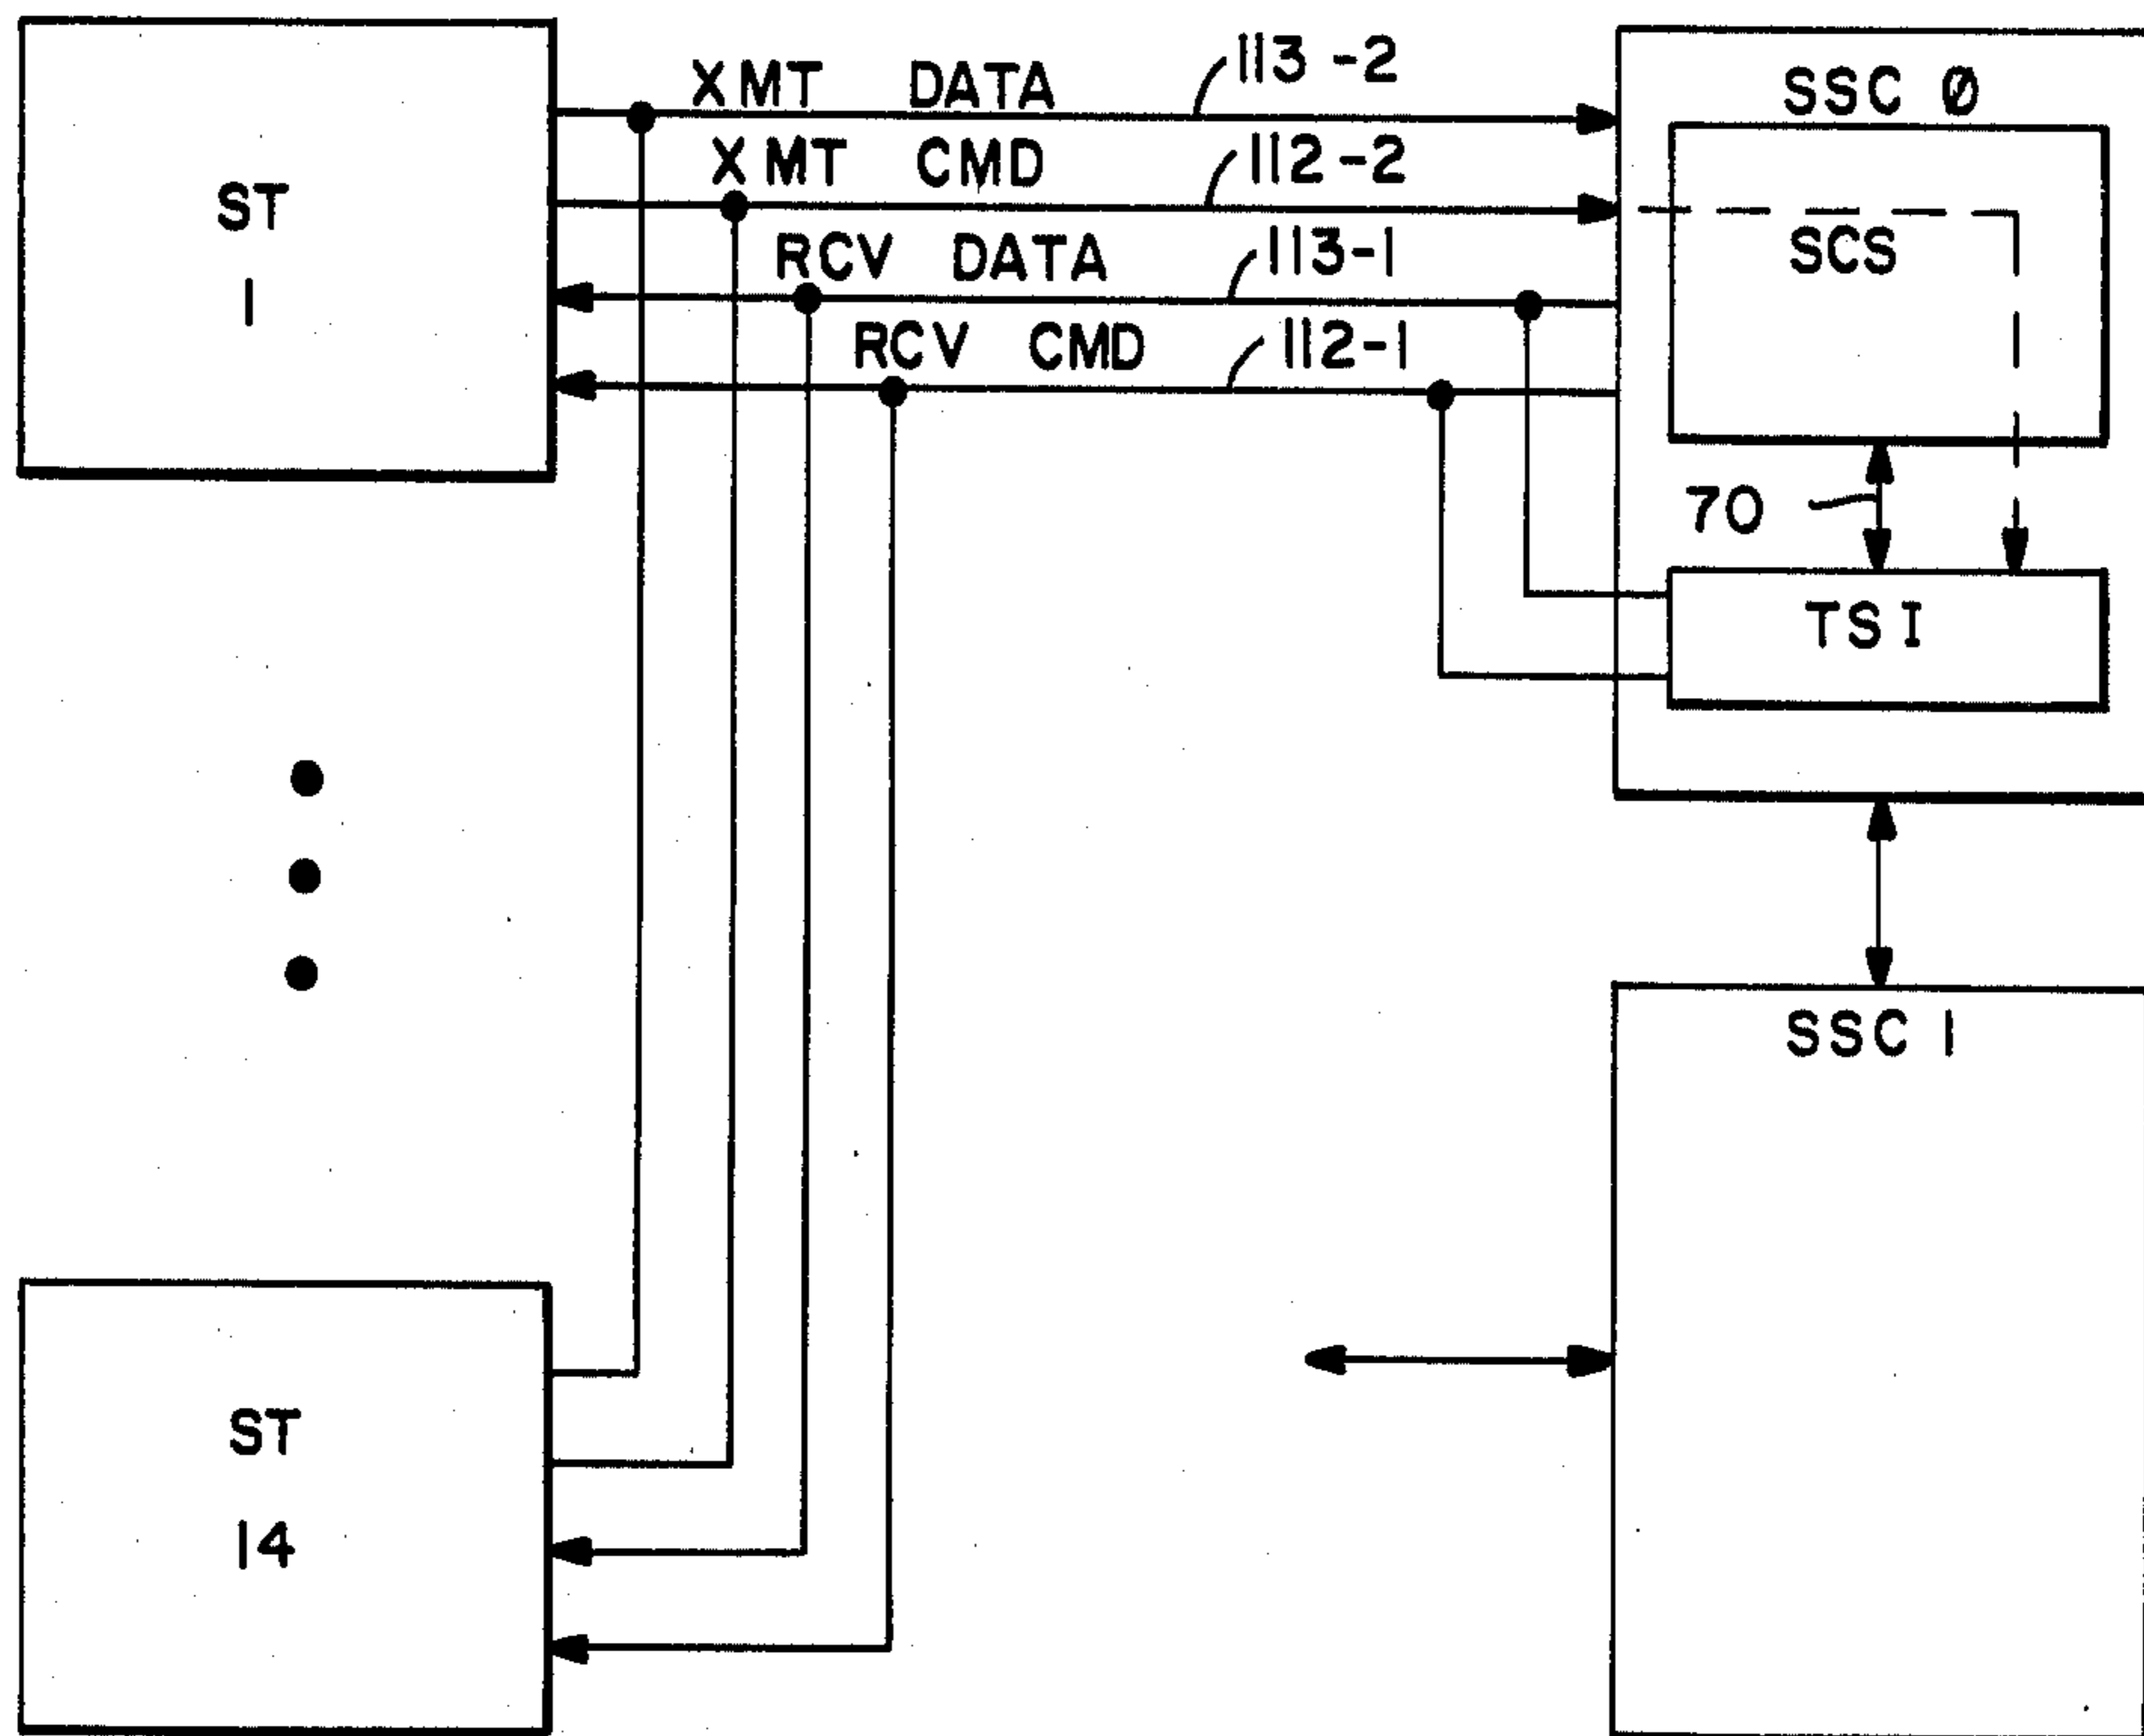 XMT DATA
113-2
SSC Ø
XMT CMD
112-2
ST
1
SCS
RCV DATA
113-1
RCV CMD
112-1
70
TSI
SSC 1
ST
14